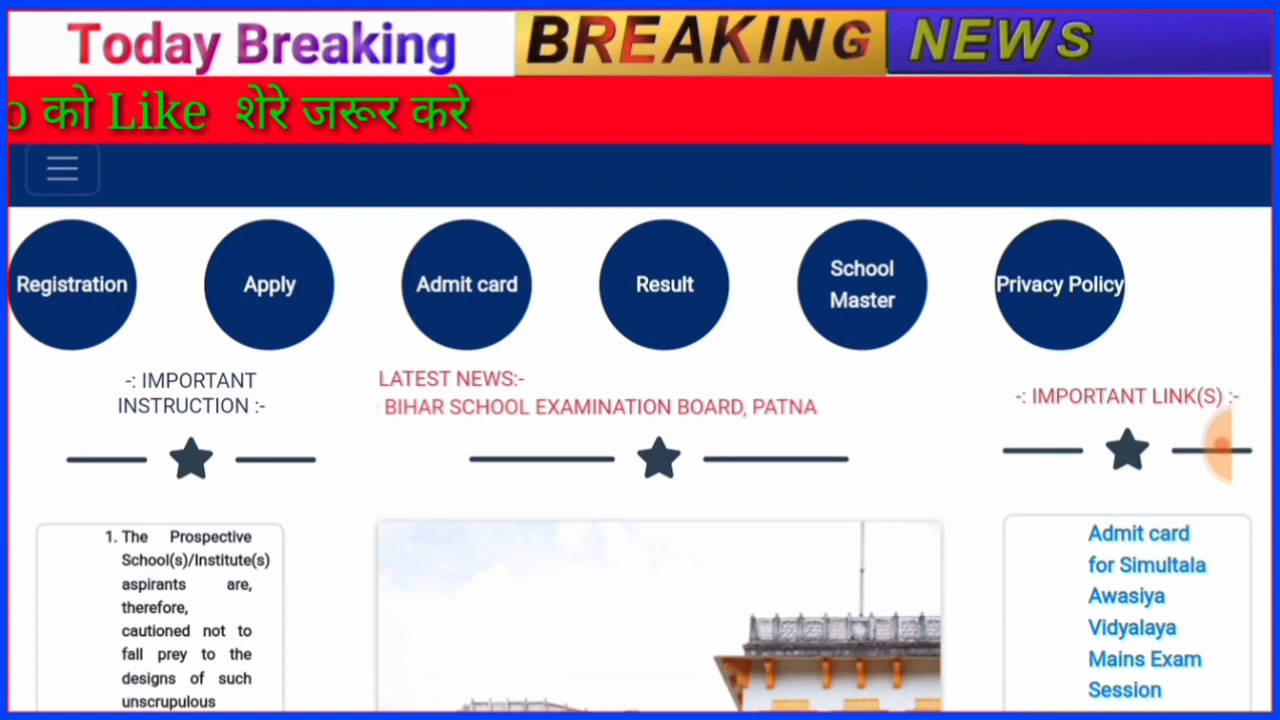 Today Breaking
BREAKING NEWS
को Like शेरे जरूर करे
Registration
Apply
Admit card
Result
School
Master
Privacy Policy
-: IMPORTANT
INSTRUCTION :-
LATEST NEWS:-
BIHAR SCHOOL EXAMINATION BOARD, PATNA
-: IMPORTANT LINK(S) :-
1. The Prospective
School(s)/Institute(s)
aspirants are,
therefore,
cautioned not to
fall prey to the
designs of such
unscrupulous
Admit card
for Simultala
Awasiya
Vidyalaya
Mains Exam
Session